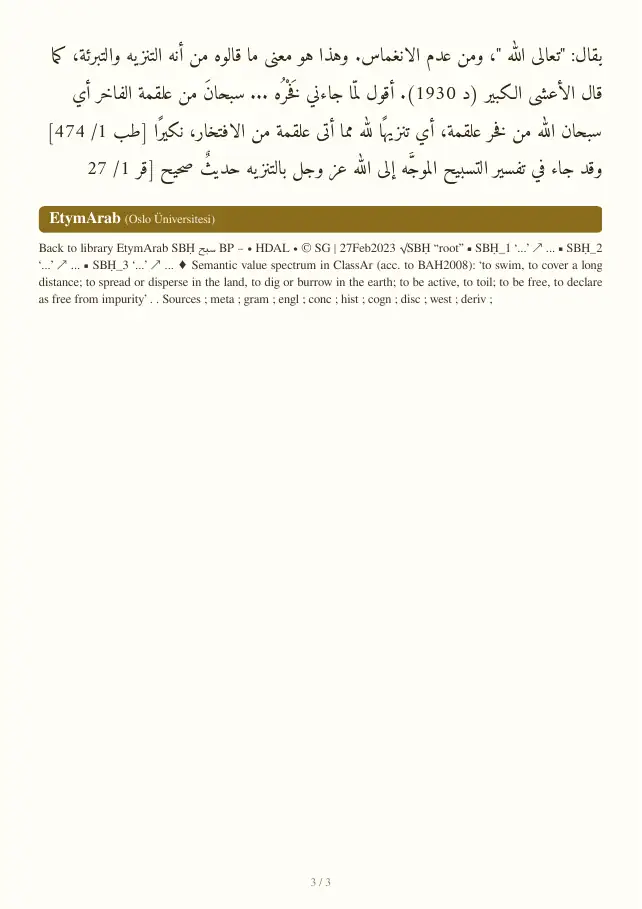 يقال: "تعالى الله "، ومن عدم الانغماس. وهذا هو معنى ما قالوه من أنه التنزيه والتبرئة، كما
قال الأعشى الكبير (د 1930). أقول لمّا جاءني فَخْرُه ... سبحانَ من علقمة الفاخر أي
سبحان الله من فخر علقمة، أي تنزيهًا لله مما أتى علقمة من الافتخار، نكيرًا [طب 1/ 474]
وقد جاء في تفسير التسبيح الموجَّه إلى الله عز وجل بالتنزيه حديثٌ صحيح [قر 1/ 27
EtymArab (Oslo Üniversitesi)
Back to library EtymArab SBḤ سبح BP – • HDAL • © SG | 27Feb2023 √SBḤ “root” ▪ SBḤ_1 ‘...’ ↗ ... ▪ SBḤ_2
‘...’ ↗ ... ▪ SBḤ_3 ‘...’ ↗ ... ♦ Semantic value spectrum in ClassAr (acc. to BAH2008): ‘to swim, to cover a long
distance; to spread or disperse in the land, to dig or burrow in the earth; to be active, to toil; to be free, to declare
as free from impurity’ . . Sources ; meta ; gram ; engl ; conc ; hist ; cogn ; disc ; west ; deriv ;
3 / 3